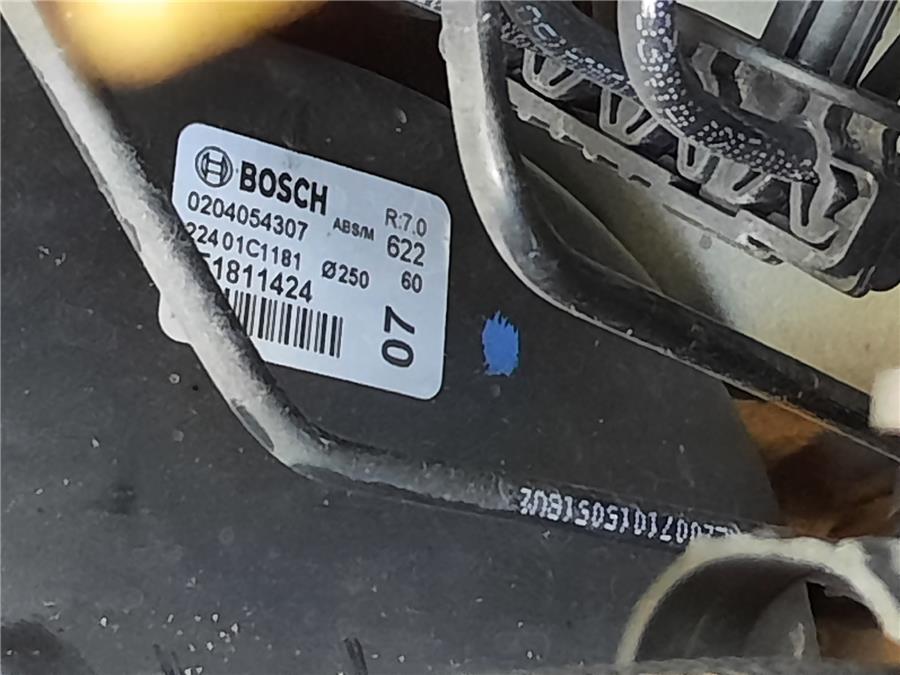 BOSCH
0204054307 ABS/M R:7.0
22401C1181 Ø250 622
1811424 60
07